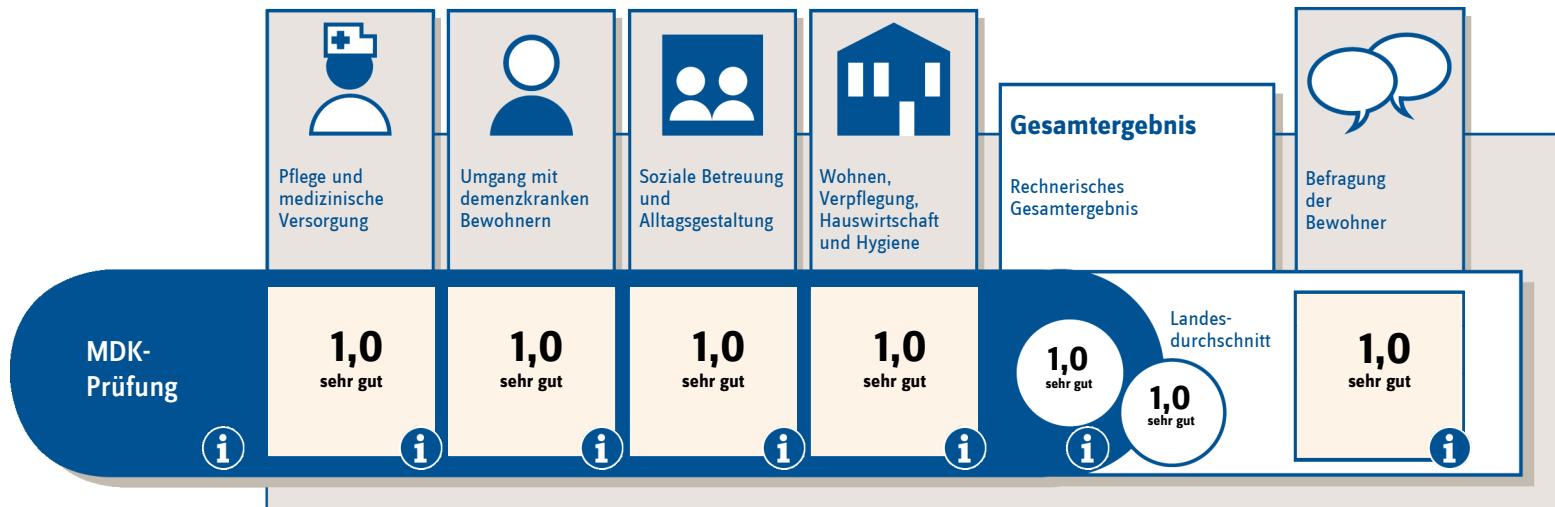 Pflege und
medizinische
Versorgung
Umgang mit
demenzkranken
Bewohnern
Soziale Betreuung
und
Alltagsgestaltung
Wohnen,
Verpflegung,
Hauswirtschaft
und Hygiene
Gesamtergebnis
Rechnerisches
Gesamtergebnis
Befragung
der
Bewohner
MDK-
Prüfung
i
1,0
sehr gut
i
1,0
sehr gut
i
1,0
sehr gut
i
1,0
sehr gut
i
1,0
sehr gut
i
Landes-
durchschnitt
1,0
sehr gut
1,0
sehr gut
i